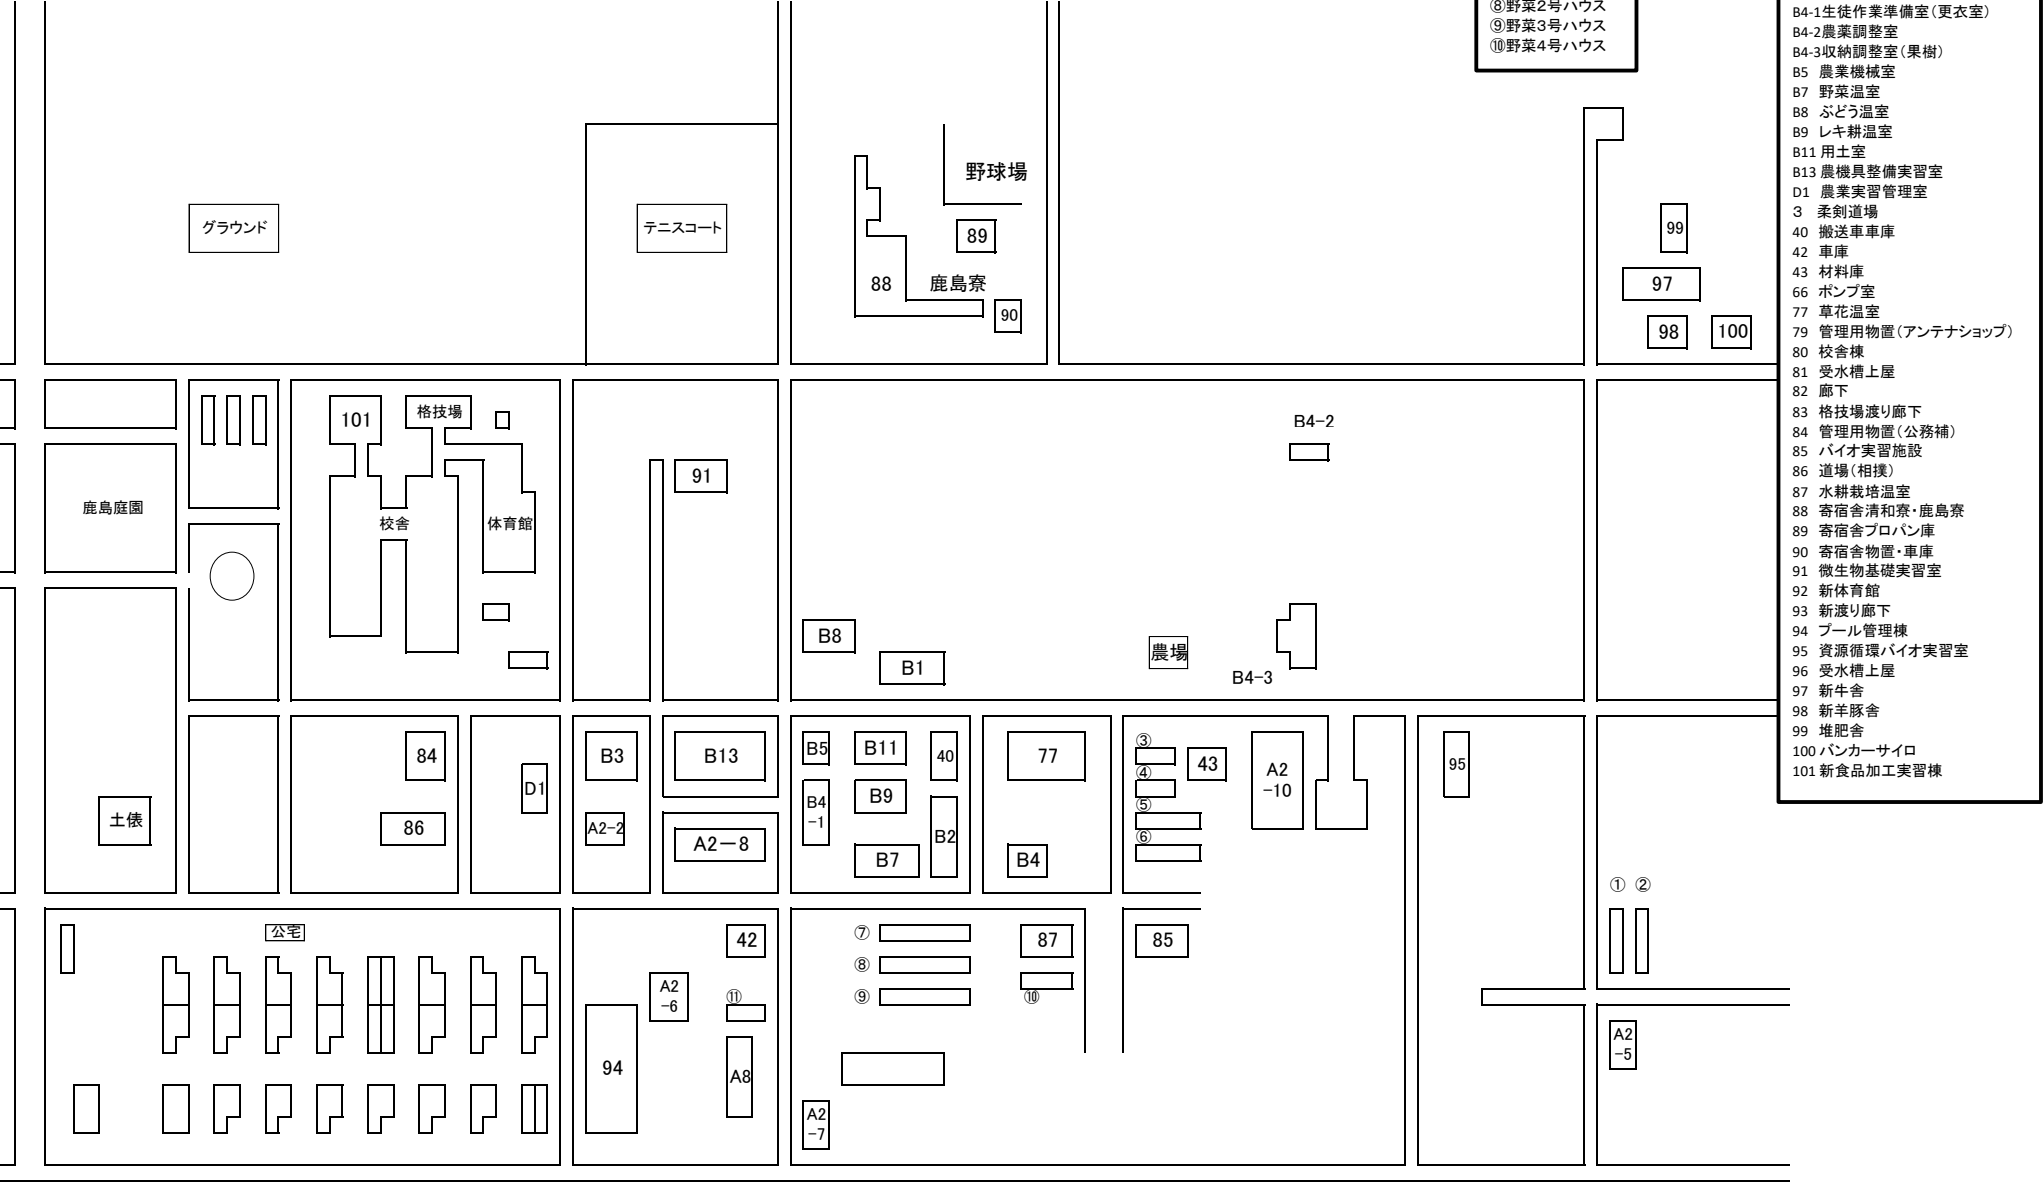 ⑧野菜2号ハウス
⑨野菜3号ハウス
⑩野菜4号ハウス
B4-1生徒作業準備室(更衣室)
B4-2農薬調整室
B4-3収納調整室(果樹)
B5 農業機械室
B7 野菜温室
B8 ぶどう温室
B9 レキ耕温室
B11 用土室
B13 農機具整備実習室
D1 農業実習管理室
3 柔剣道場
40 搬送車車庫
42 車庫
43 材料庫
66 ポンプ室
77 草花温室
79 管理用物置(アンテナショップ)
80 校舎棟
81 受水槽上屋
82 廊下
83 格技場渡り廊下
84 管理用物置(公務補)
85 バイオ実習施設
86 道場(相撲)
87 水耕栽培温室
88 寄宿舎清和寮・鹿島寮
89 寄宿舎プロパン庫
90 寄宿舎物置・車庫
91 微生物基礎実習室
92 新体育館
93 新渡り廊下
94 プール管理棟
95 資源循環バイオ実習室
96 受水槽上屋
97 新牛舎
98 新羊豚舎
99 堆肥舎
100 バンカーサイロ
101 新食品加工実習棟
野球場
グラウンド
テニスコート
89
99
88
鹿島寮
90
97
98
100
101
格技場
B4-2
91
鹿島庭園
校舎
体育館
B8
B1
農場
B4-3
84
D1
B3
B13
B5
B11
40
77
③
43
A2
-10
95
④
土俵
86
A2-2
A2-8
B4
-1
B9
B2
⑤
⑥
B7
B4
① ②
公宅
42
⑦
87
85
⑧
A2
-6
⑪
⑨
⑩
94
A8
A2
-5
A2
-7